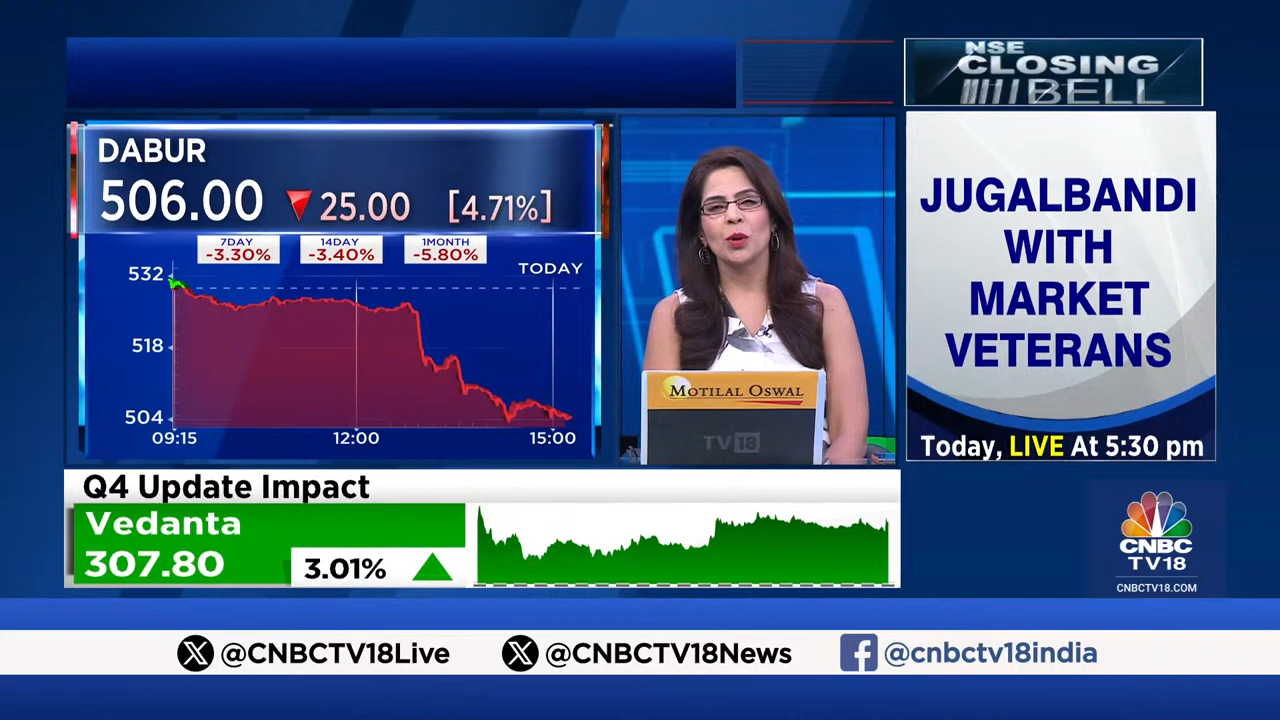 NSE
CLOSING
BELL
DABUR
506.00 ▼ 25.00 [4.71%]
7DAY
-3.30%
14DAY
-3.40%
1MONTH
-5.80%
TODAY
532
518
504
09:15
12:00
15:00
MOTILAL OSWAL
TV18
JUGALBANDI
WITH
MARKET
VETERANS
Today, LIVE At 5:30 pm
Q4 Update Impact
Vedanta
307.80
3.01%
CNBC
TV18
CNBCTV18.COM
@CNBCTV18Live
@CNBCTV18News
@cnbctv18india